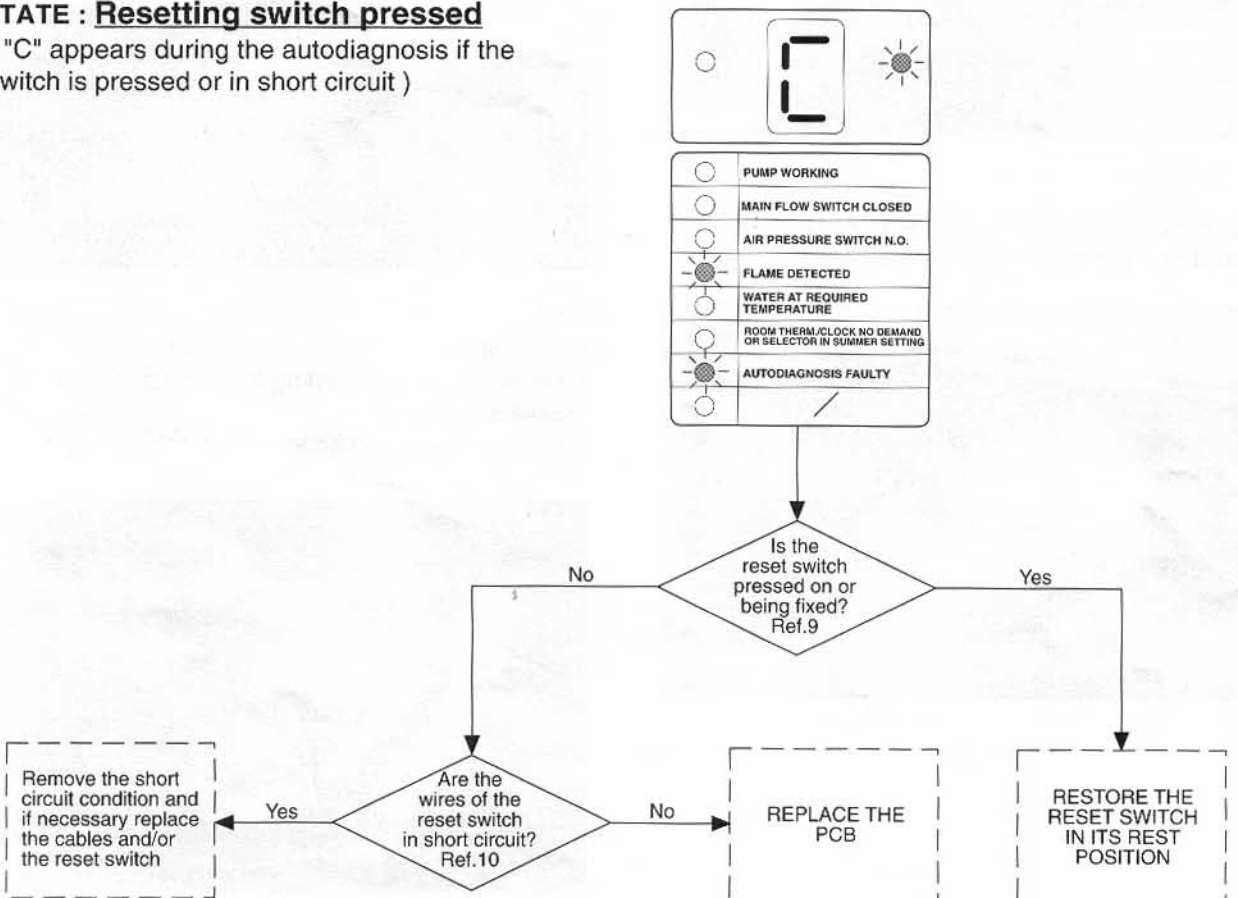 TATE : Resetting switch pressed
"C" appears during the autodiagnosis if the
witch is pressed or in short circuit )
C
PUMP WORKING
MAIN FLOW SWITCH CLOSED
AIR PRESSURE SWITCH N.O.
FLAME DETECTED
WATER AT REQUIRED
TEMPERATURE
ROOM THERM./CLOCK NO DEMAND
OR SELECTOR IN SUMMER SETTING
AUTODIAGNOSIS FAULTY
/
Is the
reset switch
pressed on or
being fixed?
Ref.9
No
Yes
Remove the short
circuit condition and
if necessary replace
the cables and/or
the reset switch
Yes
Are the
wires of the
reset switch
in short circuit?
Ref.10
No
REPLACE THE
PCB
RESTORE THE
RESET SWITCH
IN ITS REST
POSITION